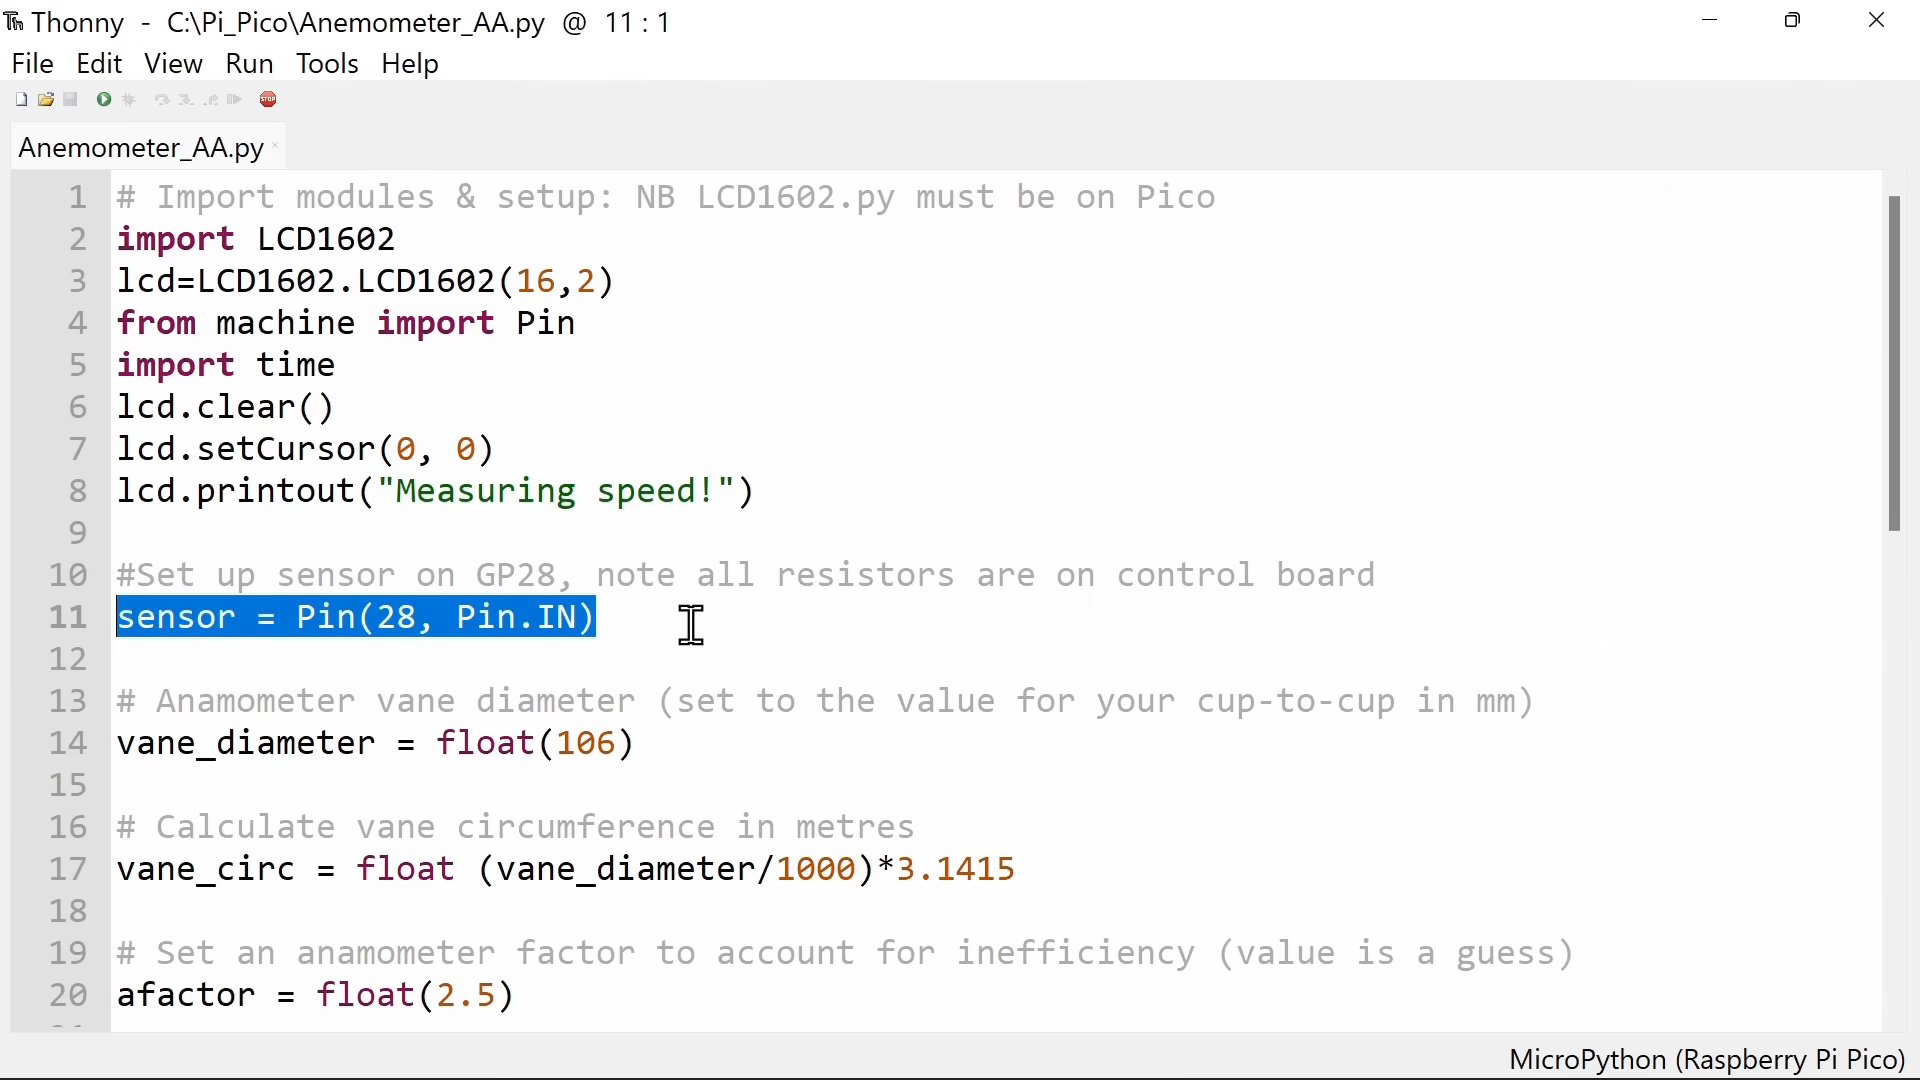 Thonny - C:\Pi_Pico\Anemometer_AA.py @ 11 : 1
File Edit View Run Tools Help
STOP
Anemometer_AA.py
1 # Import modules & setup: NB LCD1602.py must be on Pico
2 import LCD1602
3 lcd=LCD1602.LCD1602(16,2)
4 from machine import Pin
5 import time
6 lcd.clear()
7 lcd.setCursor(0, 0)
8 lcd.printout("Measuring speed!")
9
10 #Set up sensor on GP28, note all resistors are on control board
11 sensor = Pin(28, Pin.IN)
12
13 # Anamometer vane diameter (set to the value for your cup-to-cup in mm)
14 vane_diameter = float(106)
15
16 # Calculate vane circumference in metres
17 vane_circ = float (vane_diameter/1000)*3.1415
18
19 # Set an anamometer factor to account for inefficiency (value is a guess)
20 afactor = float(2.5)
MicroPython (Raspberry Pi Pico)